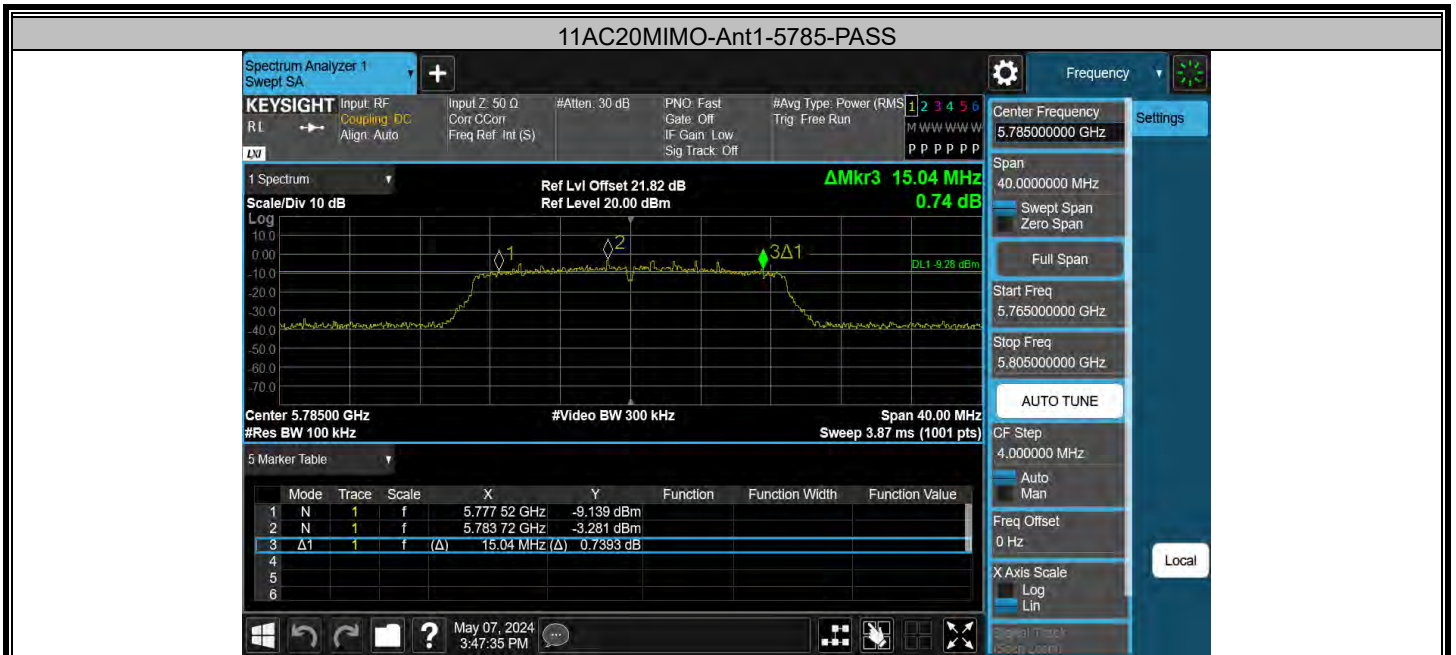 11AC20MIMO-Ant1-5785-PASS
Spectrum Analyzer 1
Swept SA
+
Frequency
KEYSIGHT
RL
LXI
Input: RF
Coupling: DC
Align: Auto
Input Z: 50 Ω
Corr CCorr
Freq Ref: Int (S)
#Atten: 30 dB
PNO: Fast
Gate: Off
IF Gain: Low
Sig Track: Off
#Avg Type: Power (RMS
Trig: Free Run
1 2 3 4 5 6
M W W W W W
P P P P P P
Center Frequency
5.785000000 GHz
Settings
1 Spectrum
Scale/Div 10 dB
Log
Ref Lvl Offset 21.82 dB
Ref Level 20.00 dBm
ΔMkr3 15.04 MHz
0.74 dB
Span
40.0000000 MHz
Swept Span
Zero Span
Full Span
10.0
0.00
-10.0
-20.0
-30.0
-40.0
-50.0
-60.0
-70.0
1
2
3Δ1
DL1 -9.28 dBm
Start Freq
5.765000000 GHz
Stop Freq
5.805000000 GHz
AUTO TUNE
Center 5.78500 GHz
#Res BW 100 kHz
#Video BW 300 kHz
Span 40.00 MHz
Sweep 3.87 ms (1001 pts)
CF Step
4.000000 MHz
Auto
Man
5 Marker Table
Mode Trace Scale X Y Function Function Width Function Value
1 N 1 f 5.777 52 GHz -9.139 dBm
2 N 1 f 5.783 72 GHz -3.281 dBm
3 Δ1 1 f (Δ) 15.04 MHz (Δ) 0.7393 dB
4
5
6
Freq Offset
0 Hz
X Axis Scale
Log
Lin
Local
?
May 07, 2024
3:47:35 PM
Signal Track
(Span Zoom)